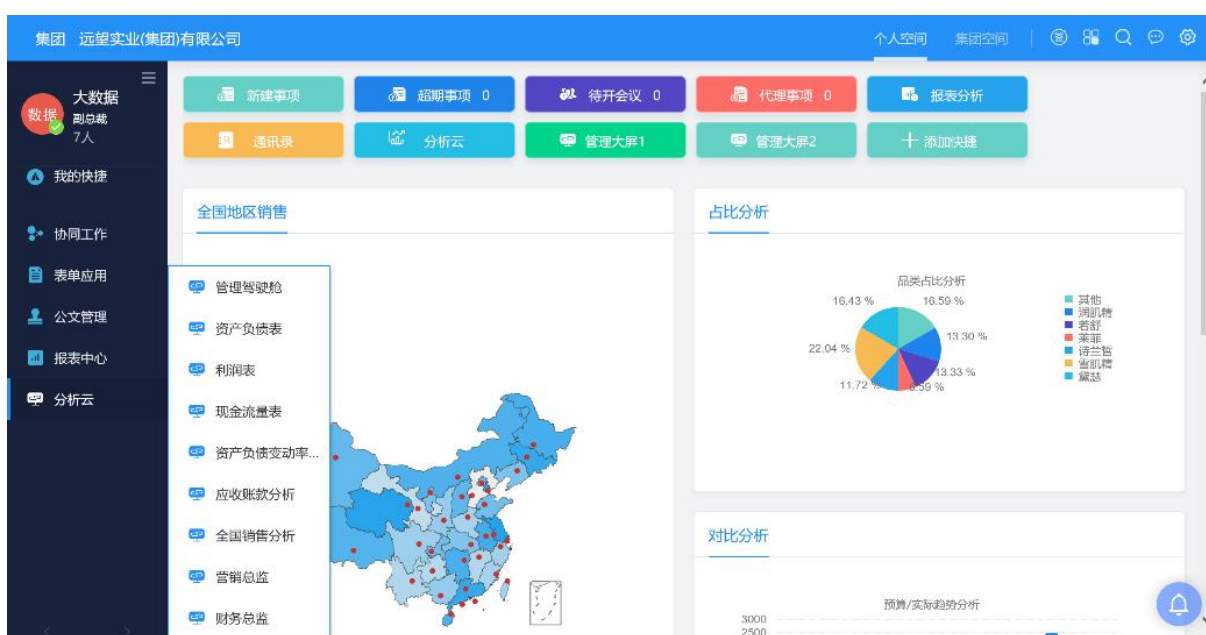 集团 远望实业(集团)有限公司
个人空间 集团空间
数据
大数据
副总裁
7人
新建事项 超期事项 0 待开会议 0 代理事项 0 报表分析
通讯录 分析云 管理大屏1 管理大屏2 添加快捷
我的快捷
协同工作
表单应用
公文管理
报表中心
分析云
管理驾驶舱
资产负债表
利润表
现金流量表
资产负债变动率...
应收账款分析
全国销售分析
营销总监
财务总监
全国地区销售
占比分析
品类占比分析
16.43 % 16.59 %
13.30 %
22.04 %
13.33 %
11.72
8.59 %
其他
润肌精
若舒
莱菲
诗兰皙
雪肌精
黛瑟
对比分析
预算/实际趋势分析
3000
2500